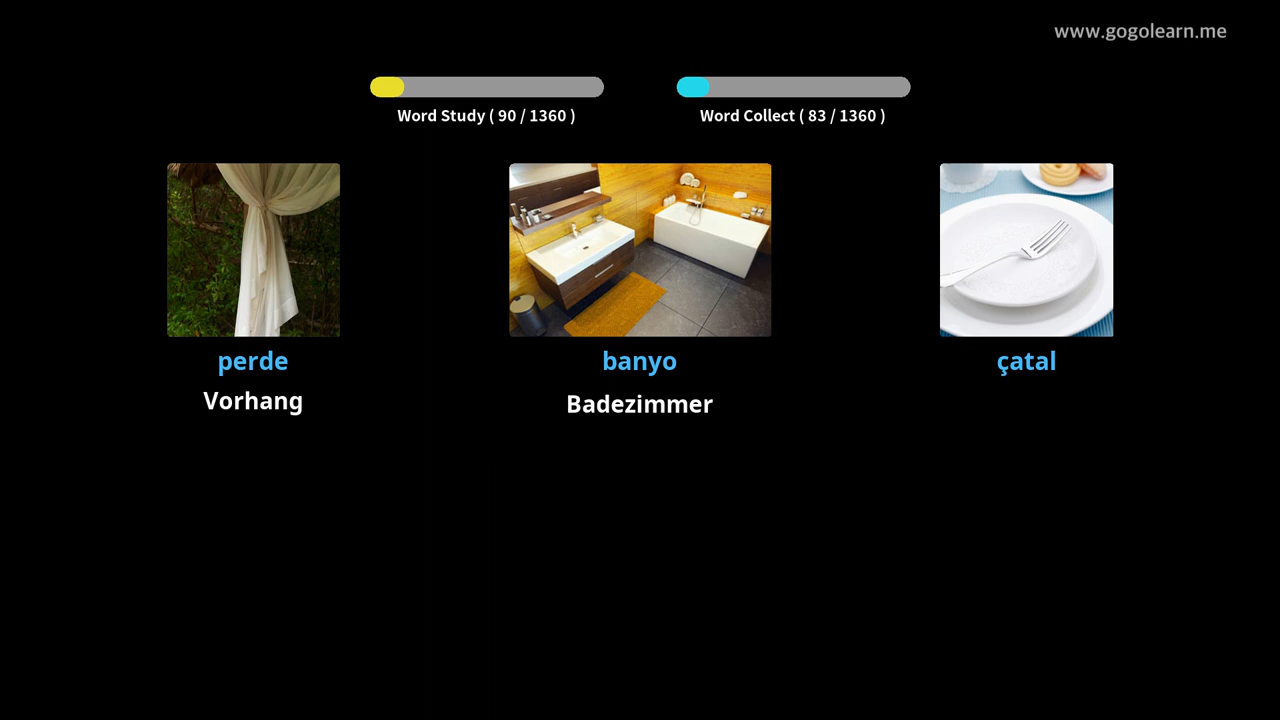 www.gogolearn.me
Word Study ( 90 / 1360 )
Word Collect ( 83 / 1360 )
perde
banyo
çatal
Vorhang
Badezimmer